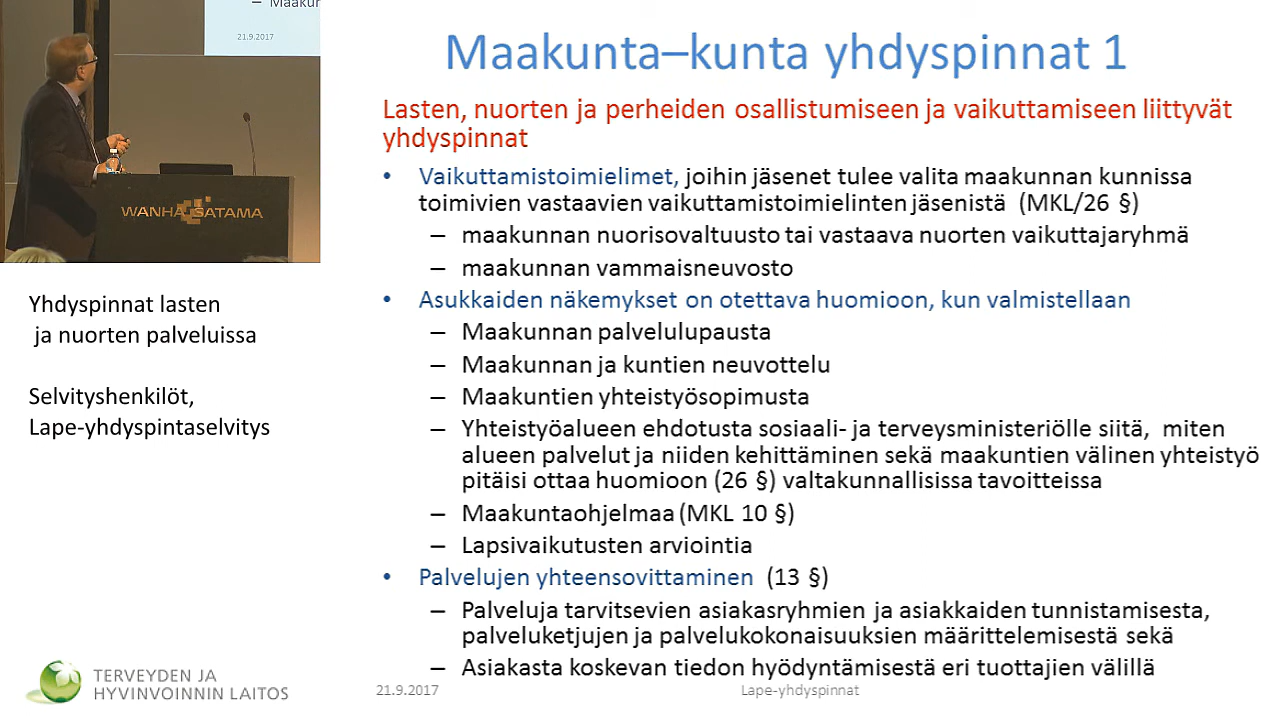 – Maakun
21.9.2017
WANHA SATAMA
Yhdyspinnat lasten
ja nuorten palveluissa
Selvityshenkilöt,
Lape-yhdyspintaselvitys
TERVEYDEN JA
HYVINVOINNIN LAITOS
Maakunta–kunta yhdyspinnat 1
Lasten, nuorten ja perheiden osallistumiseen ja vaikuttamiseen liittyvät
yhdyspinnat
• Vaikuttamistoimielimet, joihin jäsenet tulee valita maakunnan kunnissa
toimivien vastaavien vaikuttamistoimielinten jäsenistä (MKL/26 §)
– maakunnan nuorisovaltuusto tai vastaava nuorten vaikuttajaryhmä
– maakunnan vammaisneuvosto
• Asukkaiden näkemykset on otettava huomioon, kun valmistellaan
– Maakunnan palvelulupausta
– Maakunnan ja kuntien neuvottelu
– Maakuntien yhteistyösopimusta
– Yhteistyöalueen ehdotusta sosiaali- ja terveysministeriölle siitä, miten
alueen palvelut ja niiden kehittäminen sekä maakuntien välinen yhteistyö
pitäisi ottaa huomioon (26 §) valtakunnallisissa tavoitteissa
– Maakuntaohjelmaa (MKL 10 §)
– Lapsivaikutusten arviointia
• Palvelujen yhteensovittaminen (13 §)
– Palveluja tarvitsevien asiakasryhmien ja asiakkaiden tunnistamisesta,
palveluketjujen ja palvelukokonaisuuksien määrittelemisestä sekä
– Asiakasta koskevan tiedon hyödyntämisestä eri tuottajien välillä
21.9.2017
Lape-yhdyspinnat